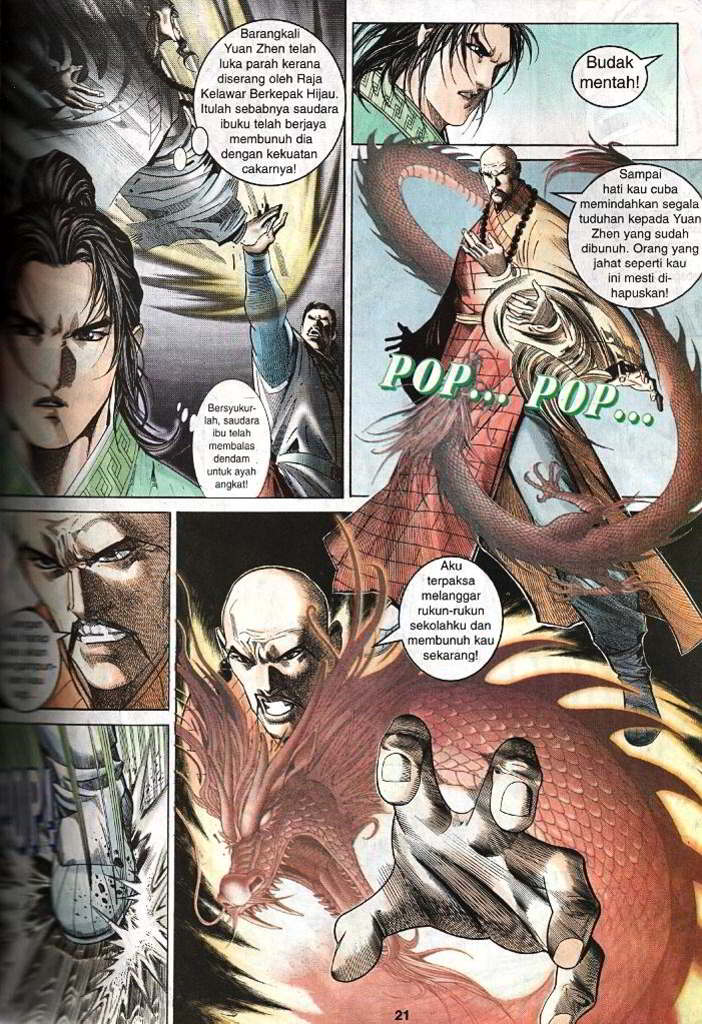 Barangkali
Yuan Zhen telah
luka parah kerana
diserang oleh Raja
Kelawar Berkepak Hijau.
Itulah sebabnya saudara
ibuku telah berjaya
membunuh dia
dengan kekuatan
cakarnya!
Bersyukur-
lah, saudara
ibu telah
membalas
dendam
untuk ayah
angkat!
Budak
mentah!
Sampai
hati kau cuba
memindahkan segala
tuduhan kepada Yuan
Zhen yang sudah
dibunuh. Orang yang
jahat seperti kau
ini mesti di-
hapuskan!
POP... POP...
Aku
terpaksa
melanggar
rukun-rukun
sekolahku dan
membunuh kau
sekarang!
21